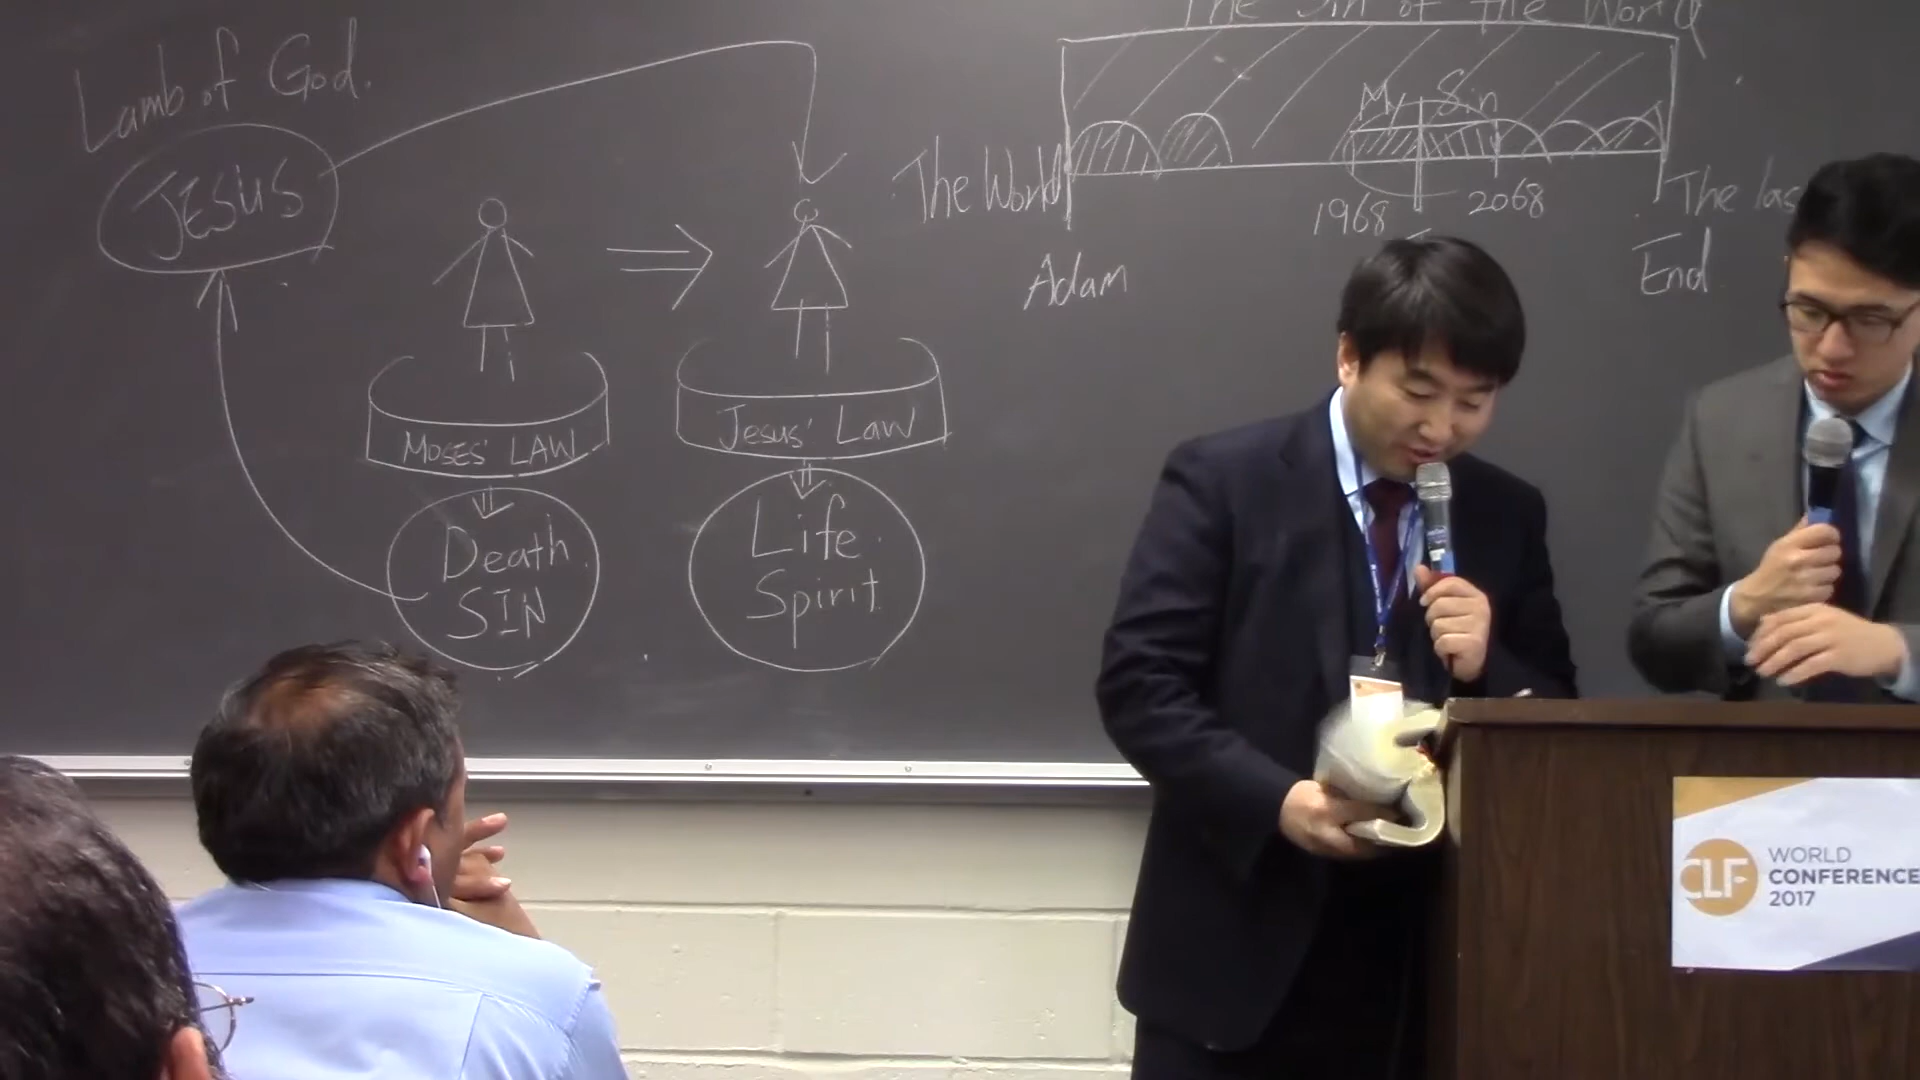 Lamb of God.
JESUS
MOSES' LAW
Death
SIN
Jesus' Law
Life
Spirit
The Sin of the World
My Sin
The World
1968
2068
Adam
The
End
CLF
WORLD
CONFERENCE
2017